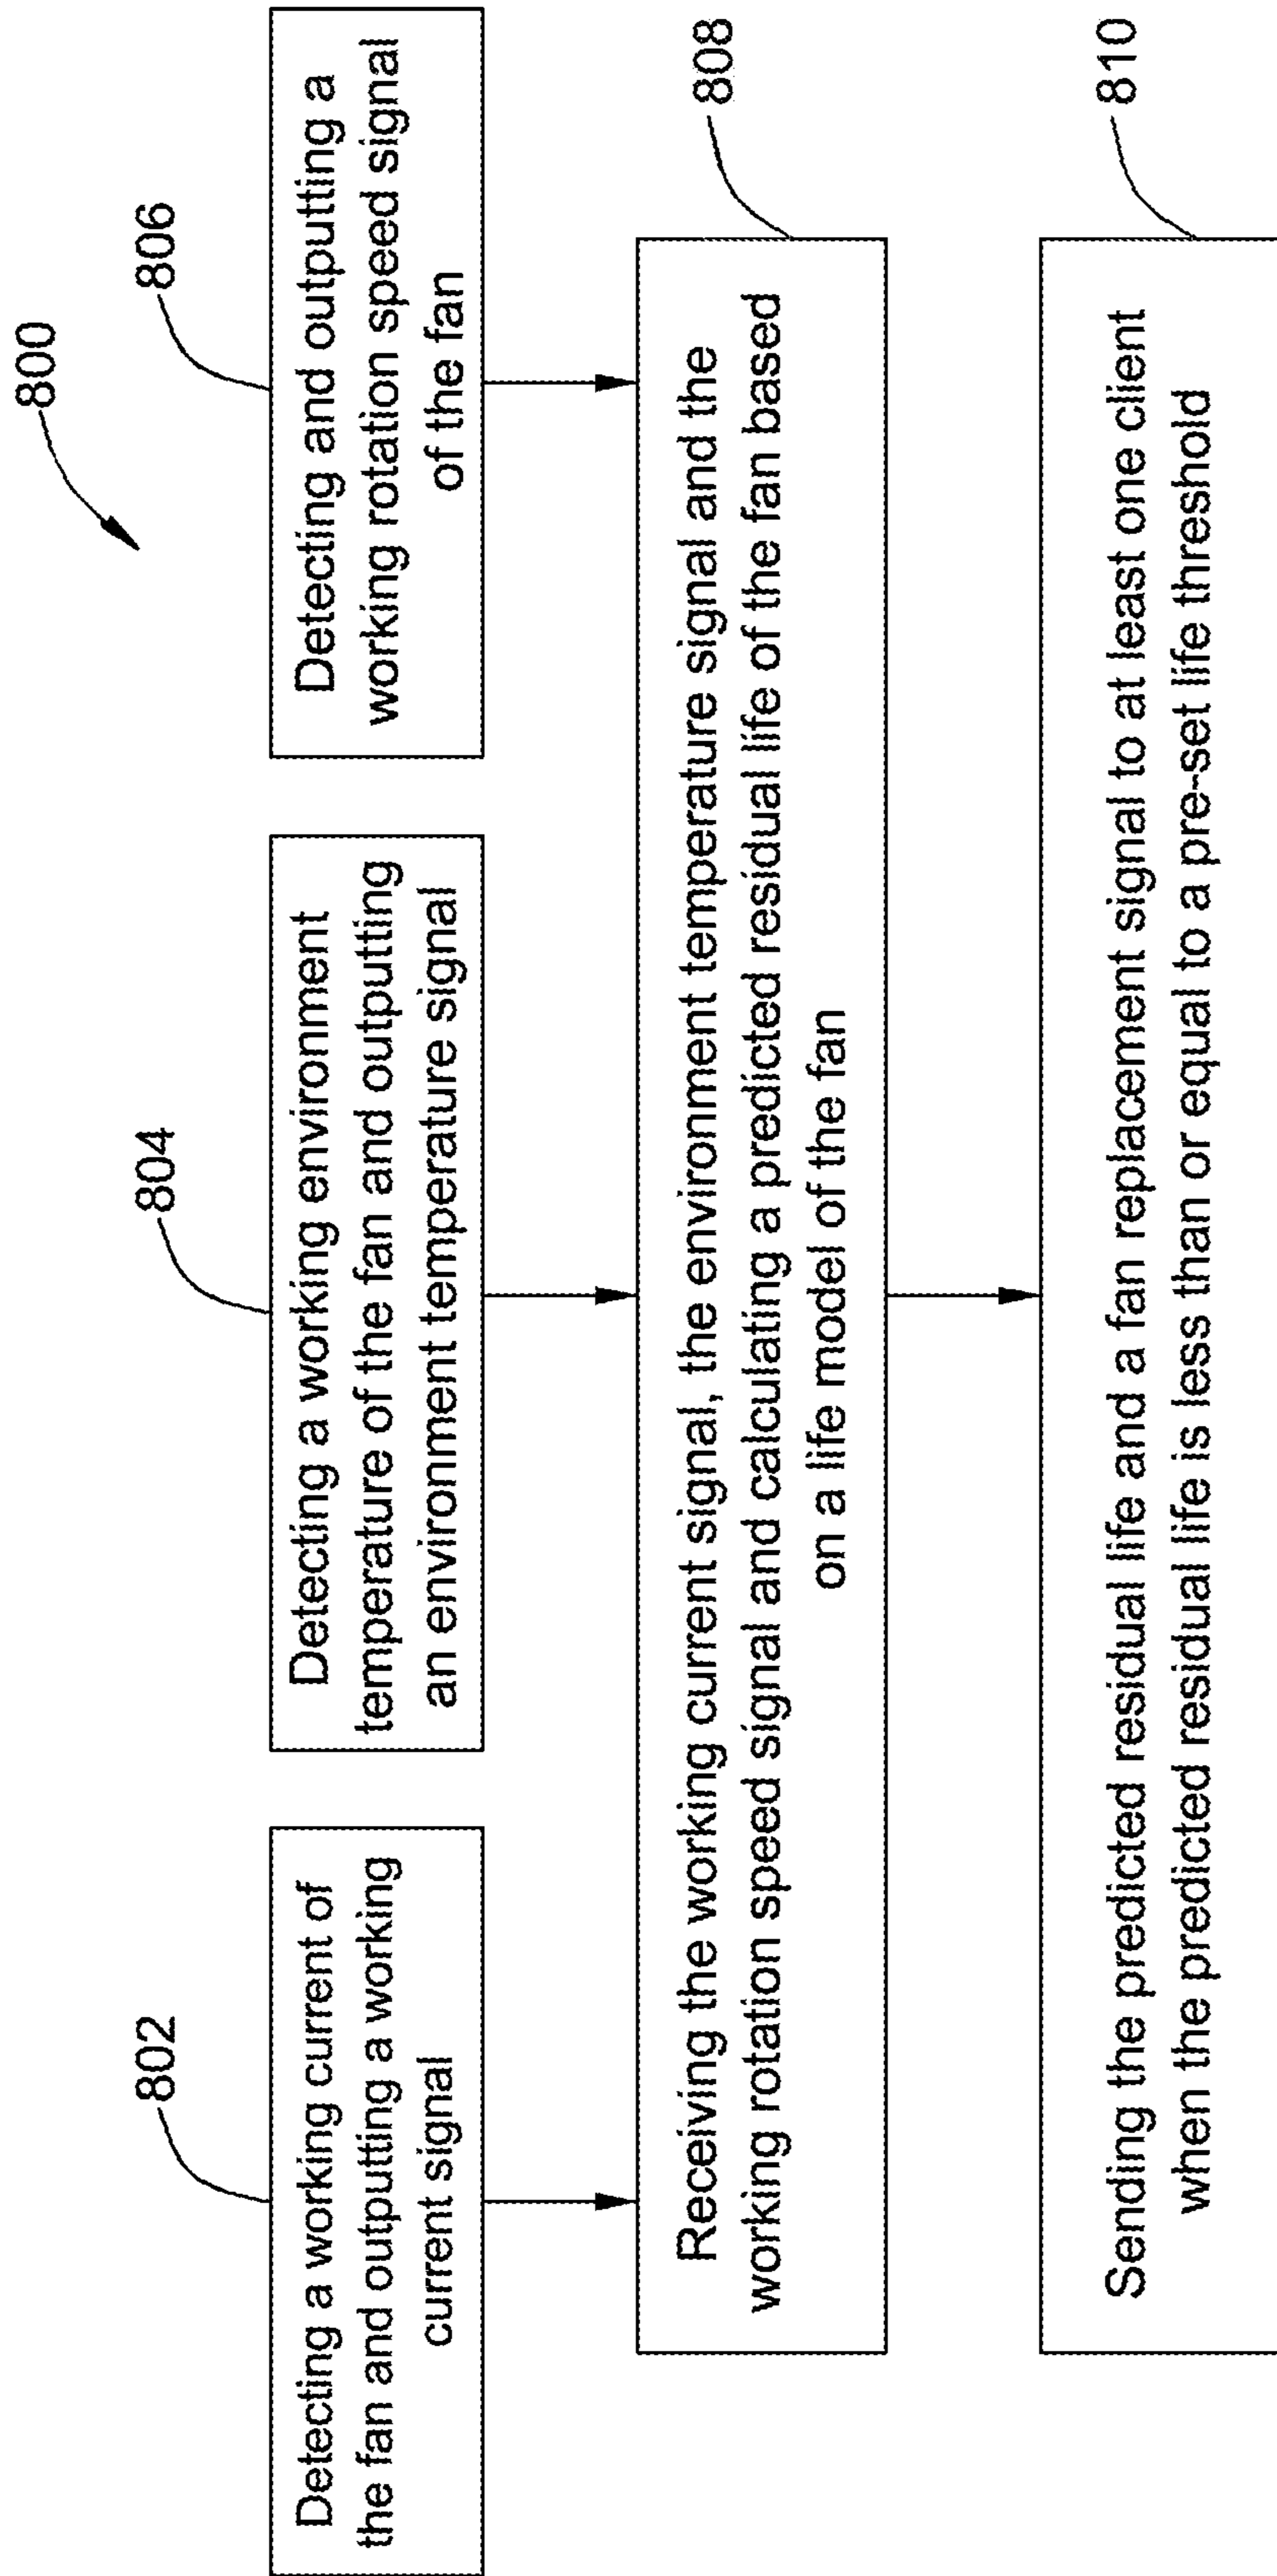 800
802
Detecting a working current of
the fan and outputting a working
current signal
804
Detecting a working environment
temperature of the fan and outputting
an environment temperature signal
806
Detecting and outputting a
working rotation speed signal
of the fan
808
Receiving the working current signal, the environment temperature signal and the
working rotation speed signal and calculating a predicted residual life of the fan based
on a life model of the fan
810
Sending the predicted residual life and a fan replacement signal to at least one client
when the predicted residual life is less than or equal to a pre-set life threshold